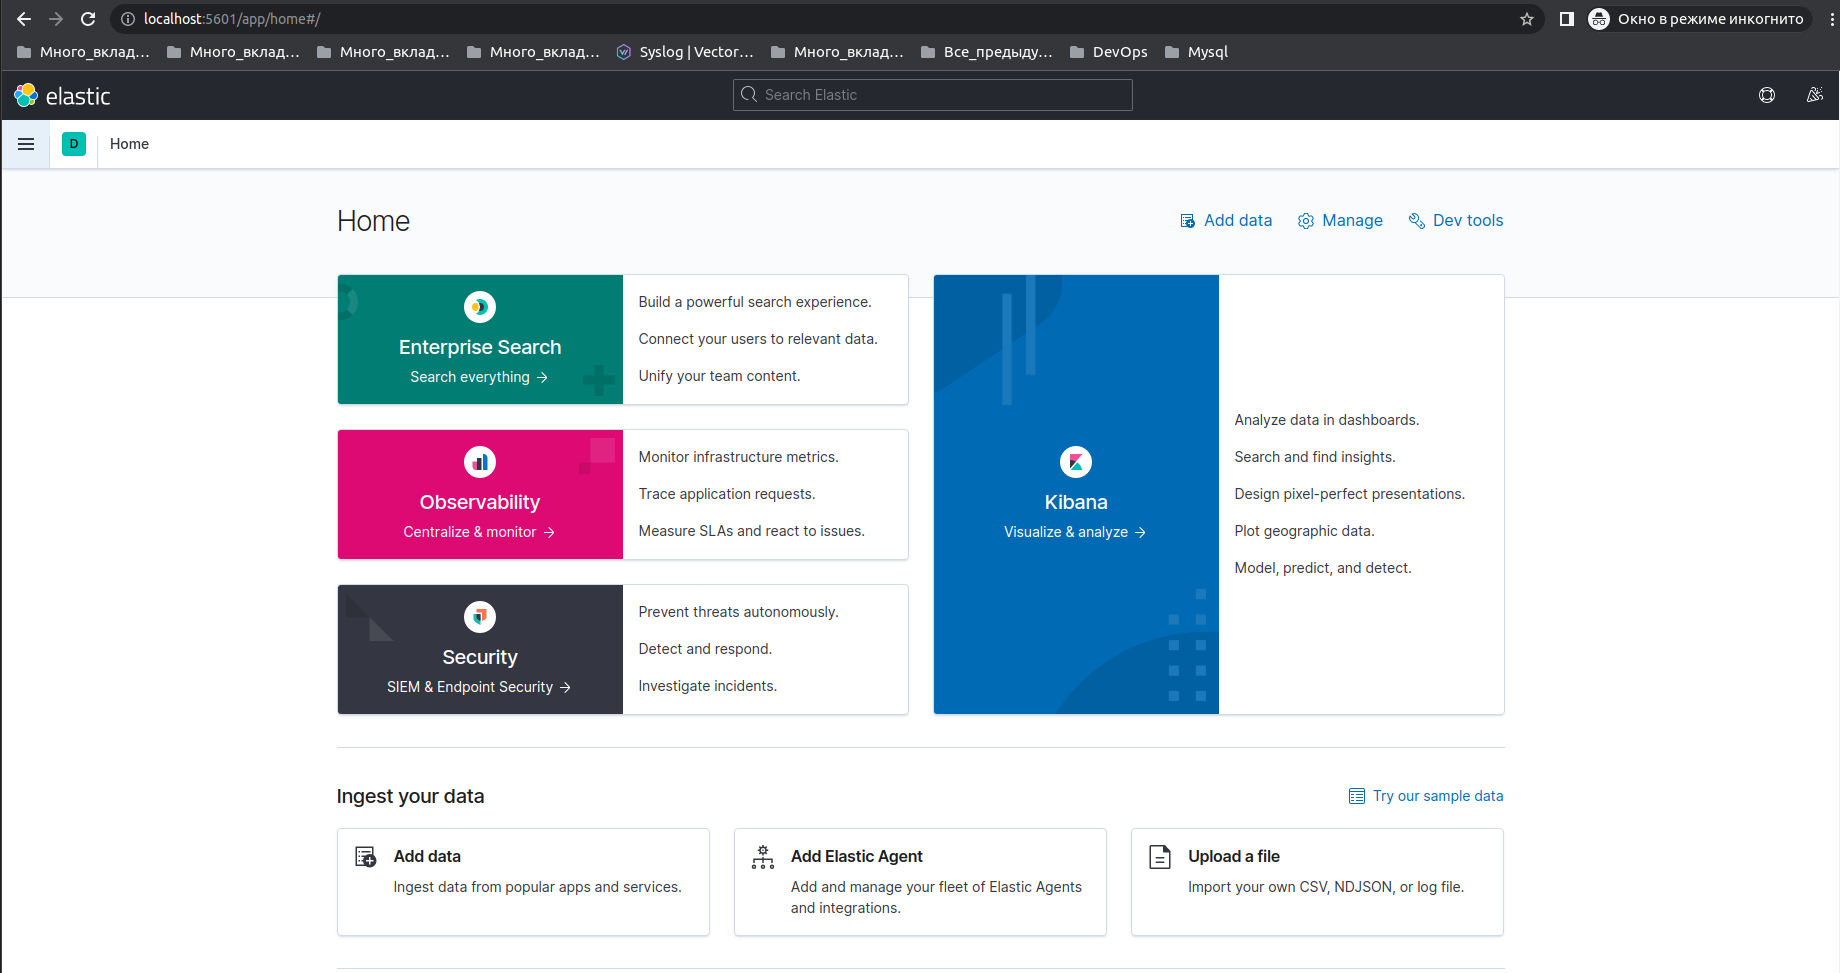 localhost:5601/app/home#/
Окно в режиме инкогнито
Много_вклад... Много_вклад... Много_вклад... Много_вклад... Syslog | Vector... Много_вклад... Все_предыду... DevOps Mysql
elastic
Search Elastic
D Home
Home
Add data Manage Dev tools
Enterprise Search
Search everything →
Build a powerful search experience.
Connect your users to relevant data.
Unify your team content.
Observability
Centralize & monitor →
Monitor infrastructure metrics.
Trace application requests.
Measure SLAs and react to issues.
Security
SIEM & Endpoint Security →
Prevent threats autonomously.
Detect and respond.
Investigate incidents.
Kibana
Visualize & analyze →
Analyze data in dashboards.
Search and find insights.
Design pixel-perfect presentations.
Plot geographic data.
Model, predict, and detect.
Ingest your data
Try our sample data
Add data
Ingest data from popular apps and services.
Add Elastic Agent
Add and manage your fleet of Elastic Agents
and integrations.
Upload a file
Import your own CSV, NDJSON, or log file.